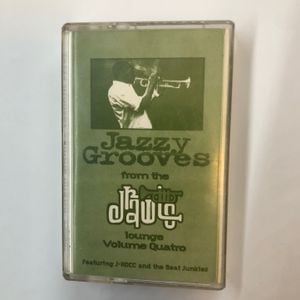 Jazzy
Grooves
from the
lounge
Volume Quatro
Featuring J-ROCC and the Beat Junkies